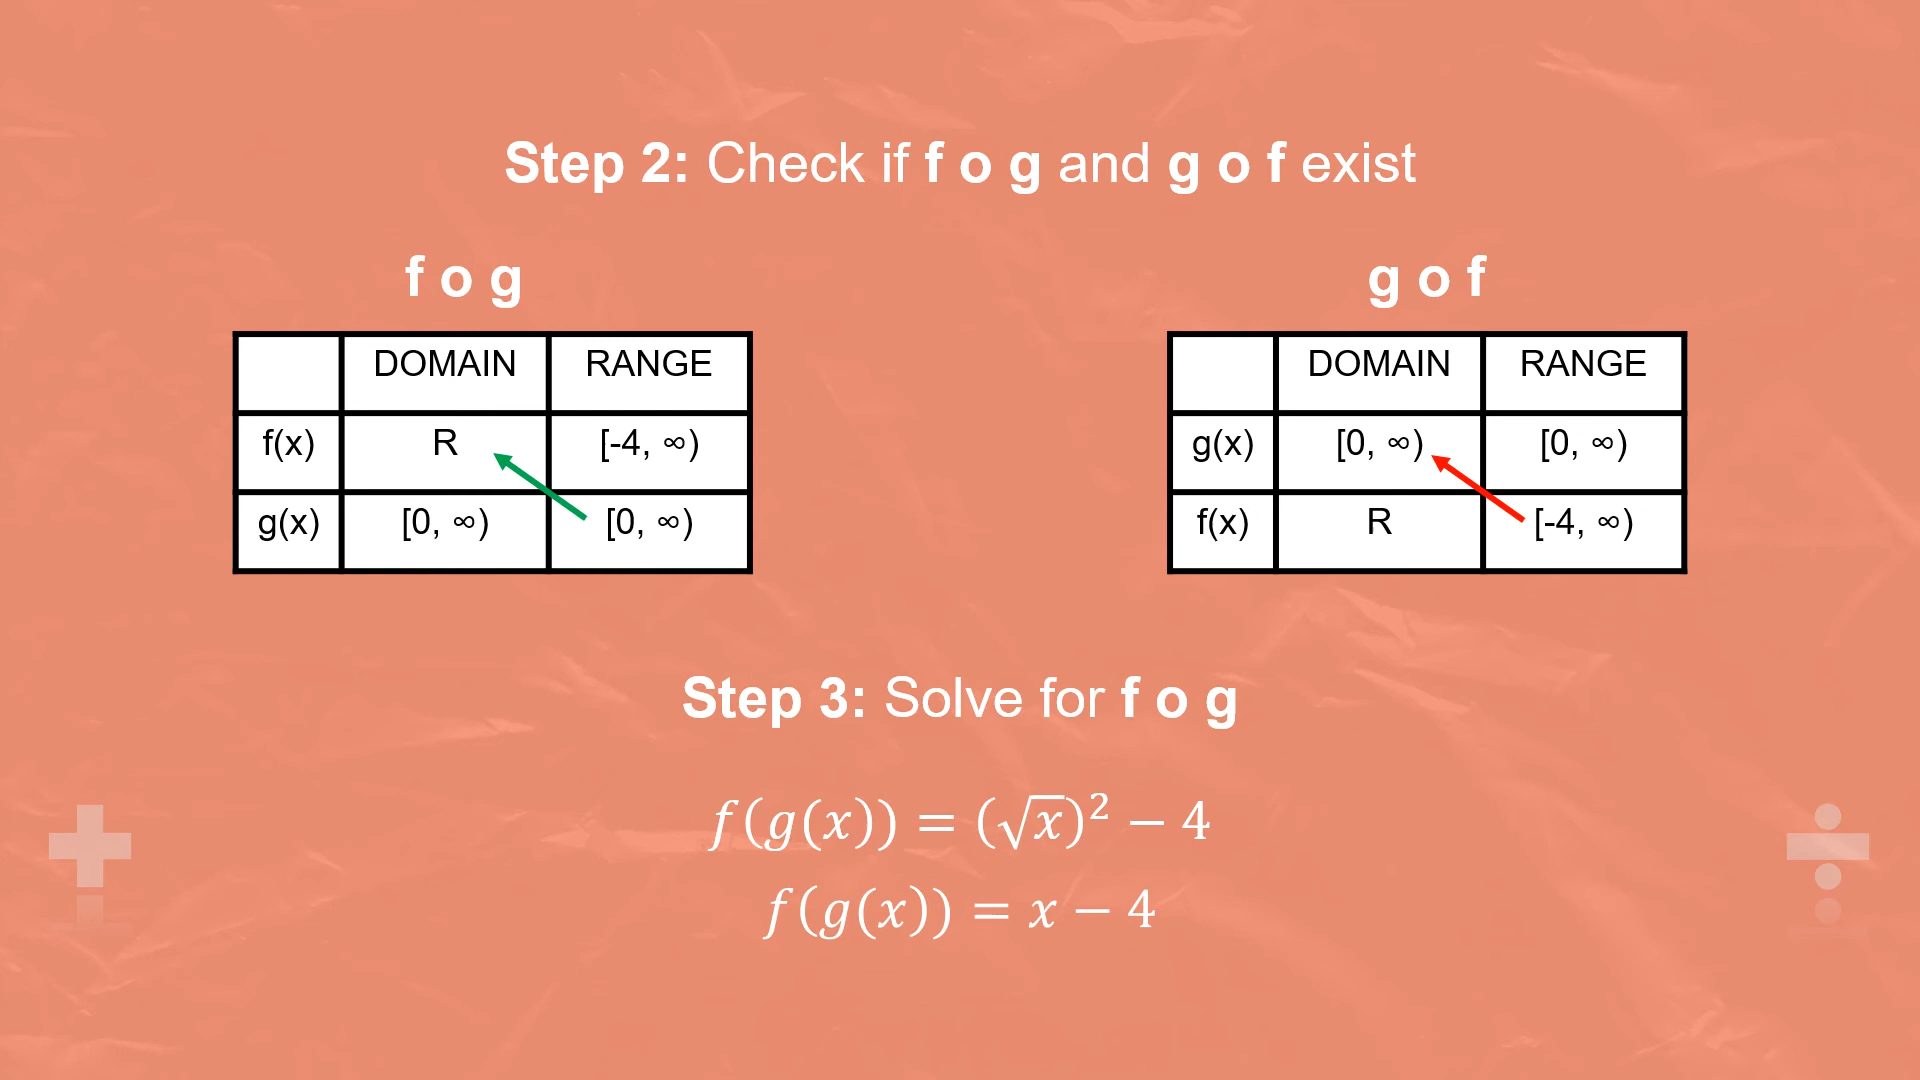 Step 2: Check if f o g and g o f exist
f o g
DOMAIN RANGE
f(x) R [-4, ∞)
g(x) [0, ∞) [0, ∞)
g o f
DOMAIN RANGE
g(x) [0, ∞) [0, ∞)
f(x) R [-4, ∞)
Step 3: Solve for f o g
f(g(x)) = (√x)² − 4
f(g(x)) = x − 4